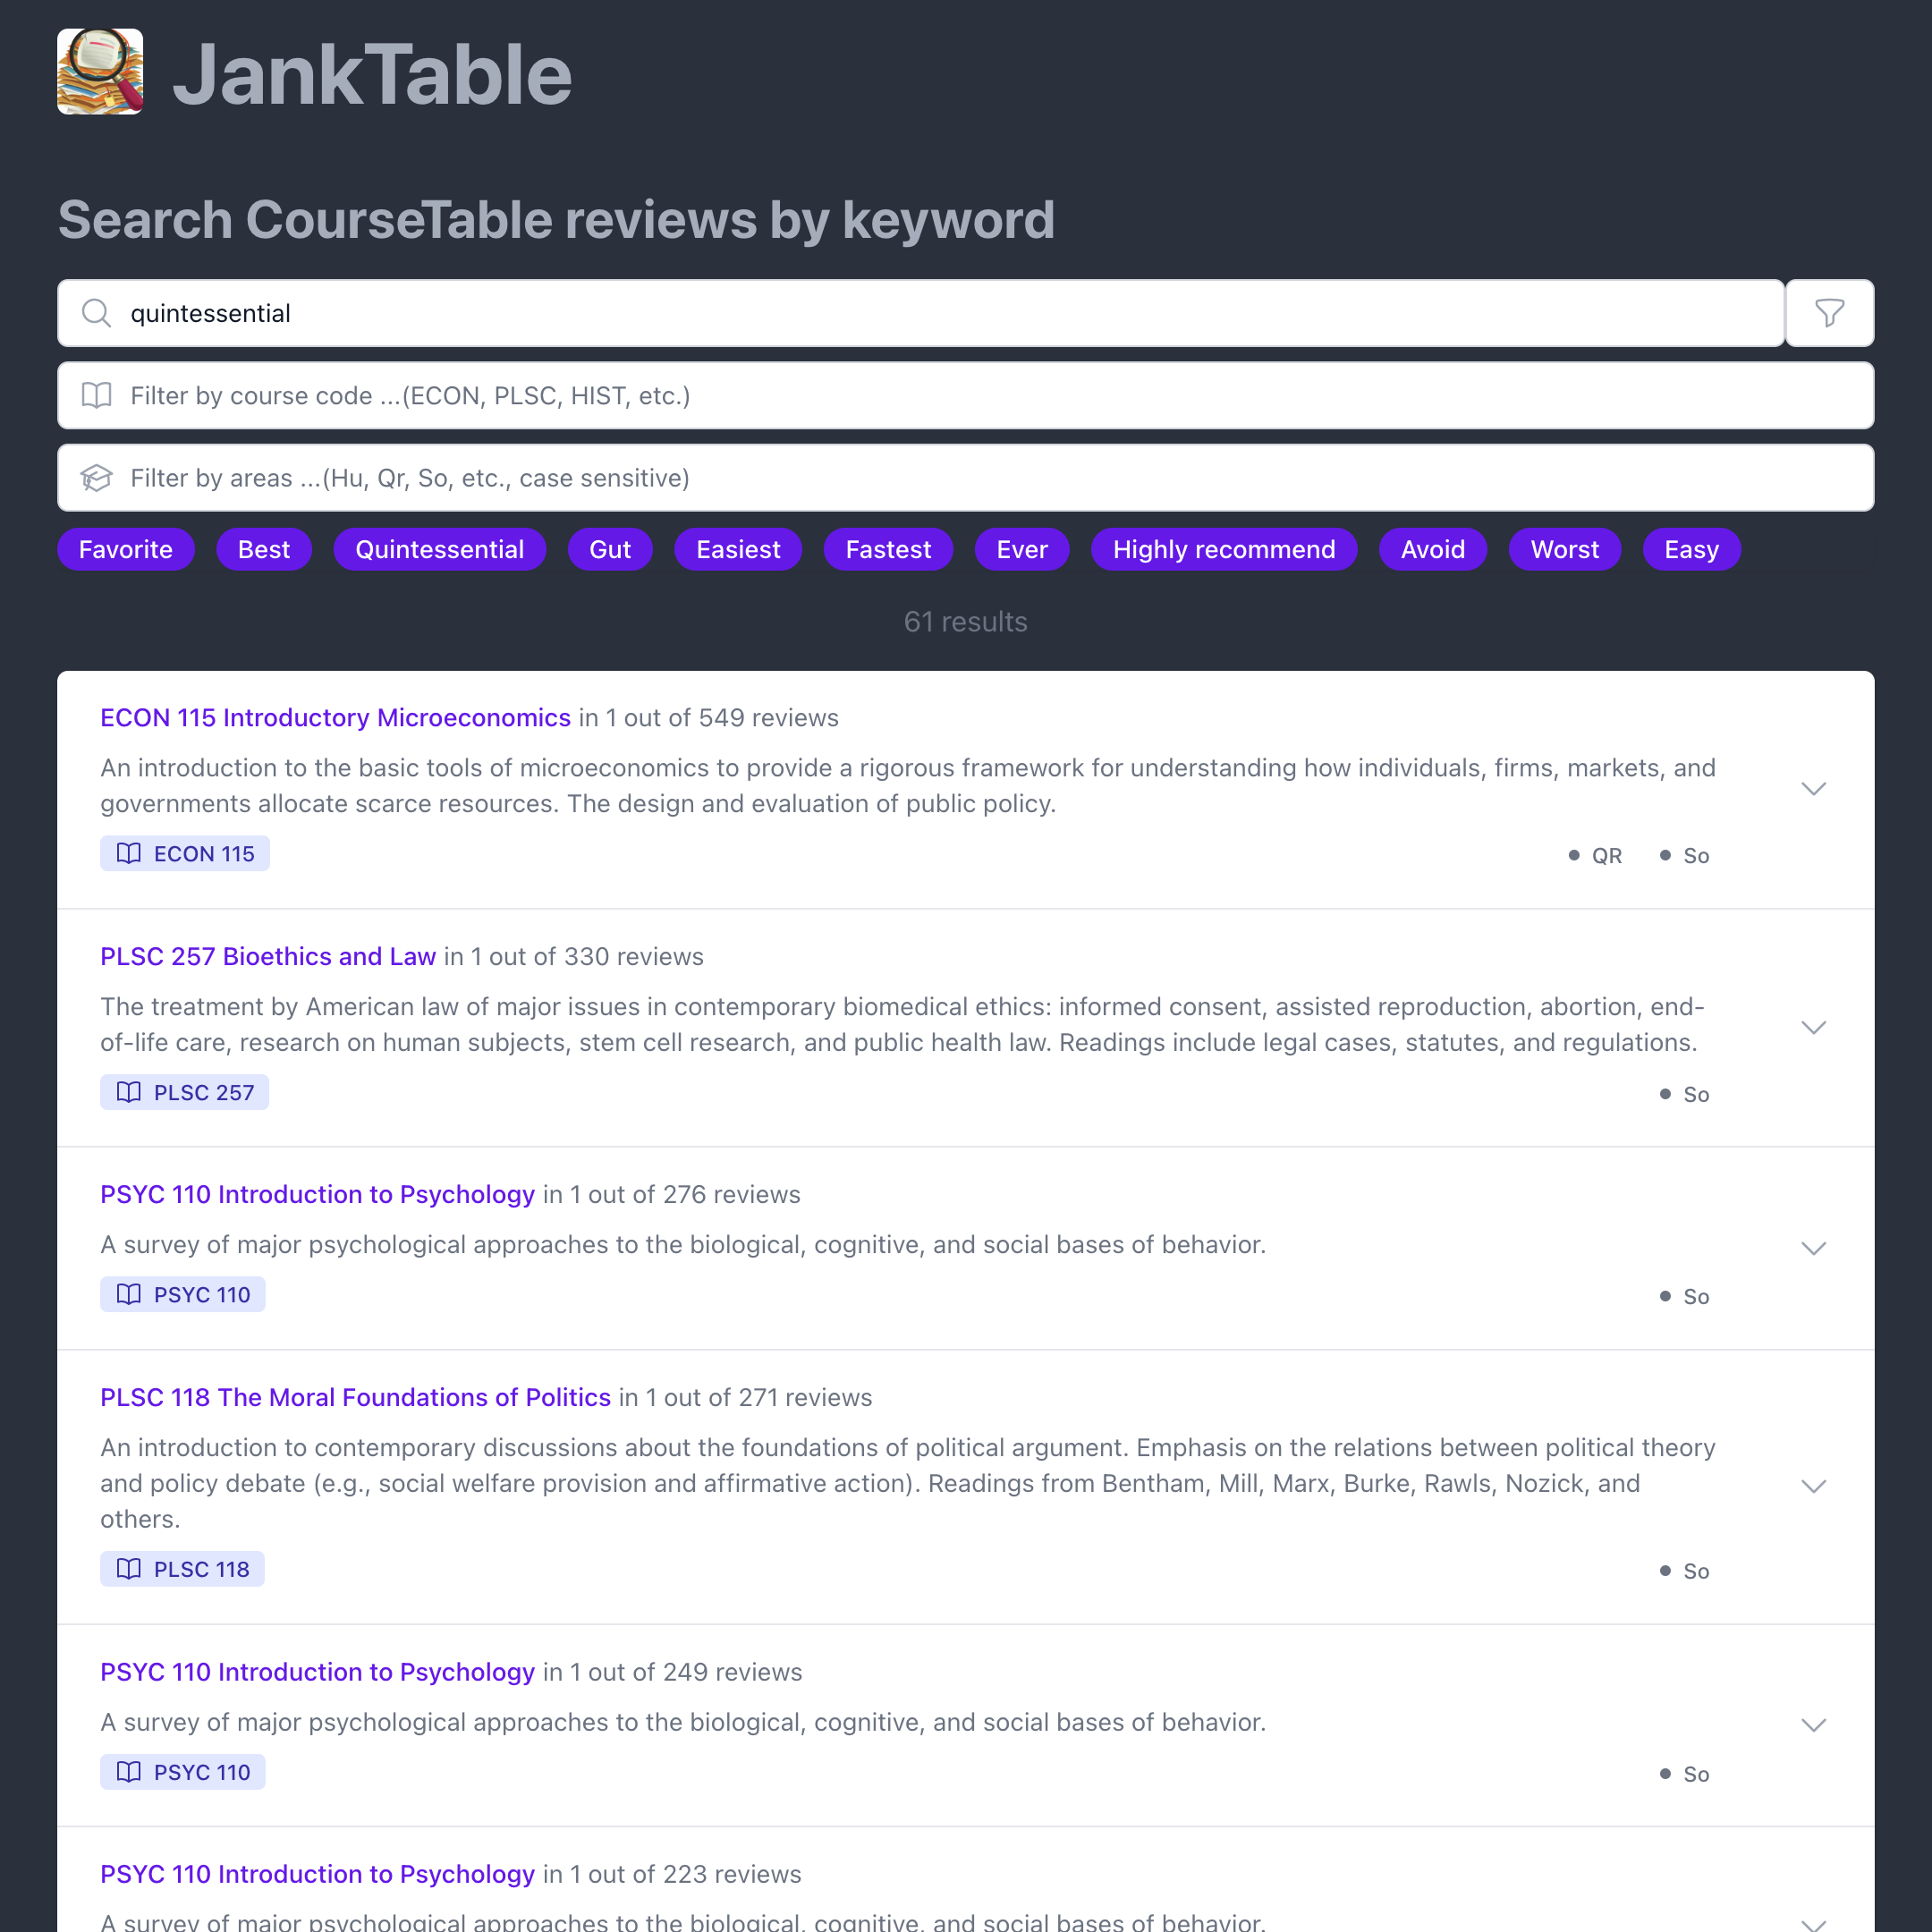 JankTable
Search CourseTable reviews by keyword
quintessential
Filter by course code ...(ECON, PLSC, HIST, etc.)
Filter by areas ...(Hu, Qr, So, etc., case sensitive)
Favorite Best Quintessential Gut Easiest Fastest Ever Highly recommend Avoid Worst Easy
61 results
ECON 115 Introductory Microeconomics in 1 out of 549 reviews
An introduction to the basic tools of microeconomics to provide a rigorous framework for understanding how individuals, firms, markets, and
governments allocate scarce resources. The design and evaluation of public policy.
ECON 115 • QR • So
PLSC 257 Bioethics and Law in 1 out of 330 reviews
The treatment by American law of major issues in contemporary biomedical ethics: informed consent, assisted reproduction, abortion, end-
of-life care, research on human subjects, stem cell research, and public health law. Readings include legal cases, statutes, and regulations.
PLSC 257 • So
PSYC 110 Introduction to Psychology in 1 out of 276 reviews
A survey of major psychological approaches to the biological, cognitive, and social bases of behavior.
PSYC 110 • So
PLSC 118 The Moral Foundations of Politics in 1 out of 271 reviews
An introduction to contemporary discussions about the foundations of political argument. Emphasis on the relations between political theory
and policy debate (e.g., social welfare provision and affirmative action). Readings from Bentham, Mill, Marx, Burke, Rawls, Nozick, and
others.
PLSC 118 • So
PSYC 110 Introduction to Psychology in 1 out of 249 reviews
A survey of major psychological approaches to the biological, cognitive, and social bases of behavior.
PSYC 110 • So
PSYC 110 Introduction to Psychology in 1 out of 223 reviews
A survey of major psychological approaches to the biological, cognitive, and social bases of behavior.